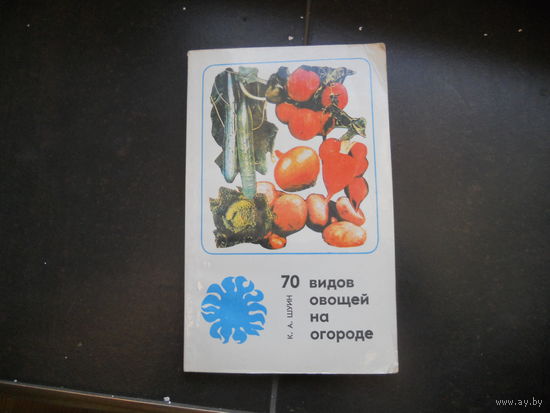 К. А. ШУИН
70 видов
овощей
на
огороде
www.ay.by